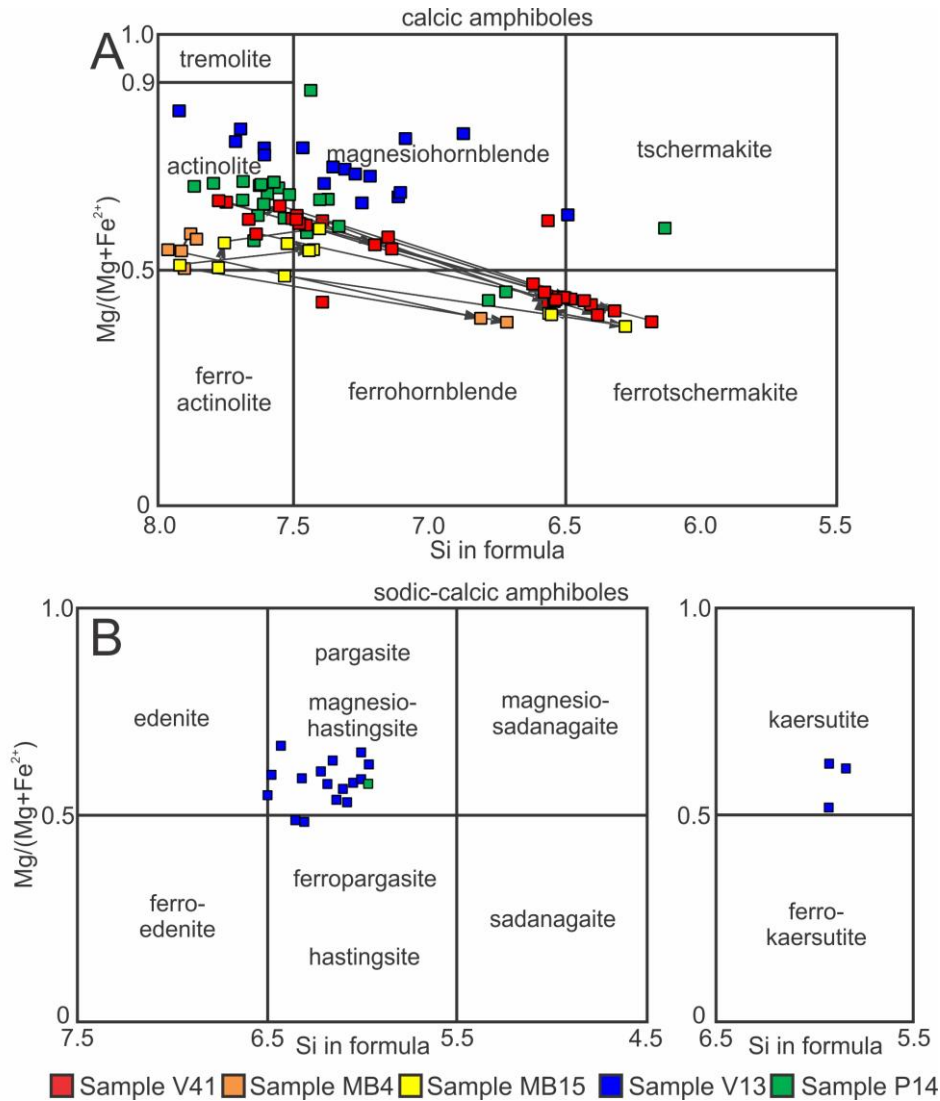 calcic amphiboles
A
1.0
0.9
0.5
0
Mg/(Mg+Fe²⁺)
tremolite
actinolite
magnesiohornblende
tschermakite
ferro-
actinolite
ferrohornblende
ferrotschermakite
8.0
7.5
7.0
6.5
6.0
5.5
Si in formula
sodic-calcic amphiboles
B
1.0
0.5
0
Mg/(Mg+Fe²⁺)
edenite
pargasite
magnesio-
hastingsite
magnesio-
sadanagaite
ferro-
edenite
ferropargasite
hastingsite
sadanagaite
7.5
6.5
5.5
4.5
Si in formula
1.0
0.5
0
kaersutite
ferro-
kaersutite
6.5
5.5
Si in formula
Sample V41 Sample MB4 Sample MB15 Sample V13 Sample P14